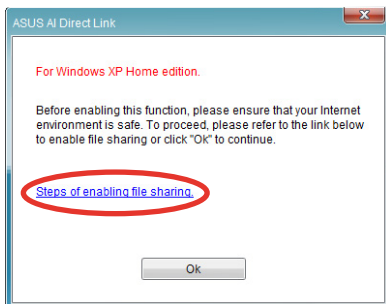 ASUS AI Direct Link
For Windows XP Home edition.
Before enabling this function, please ensure that your Internet
environment is safe. To proceed, please refer to the link below
to enable file sharing or click "Ok" to continue.
Steps of enabling file sharing.
Ok